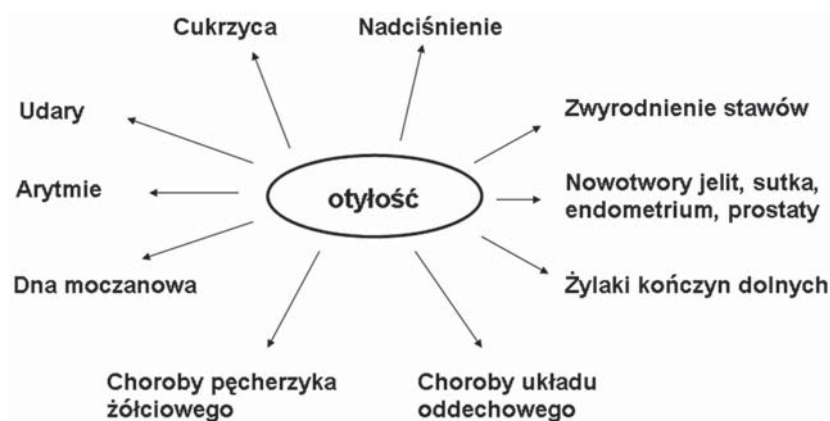 Cukrzyca
Nadciśnienie
Udary
Zwyrodnienie stawów
Arytmie
otyłość
Nowotwory jelit, sutka,
endometrium, prostaty
Dna moczanowa
Żylaki kończyn dolnych
Choroby pęcherzyka
żółciowego
Choroby układu
oddechowego